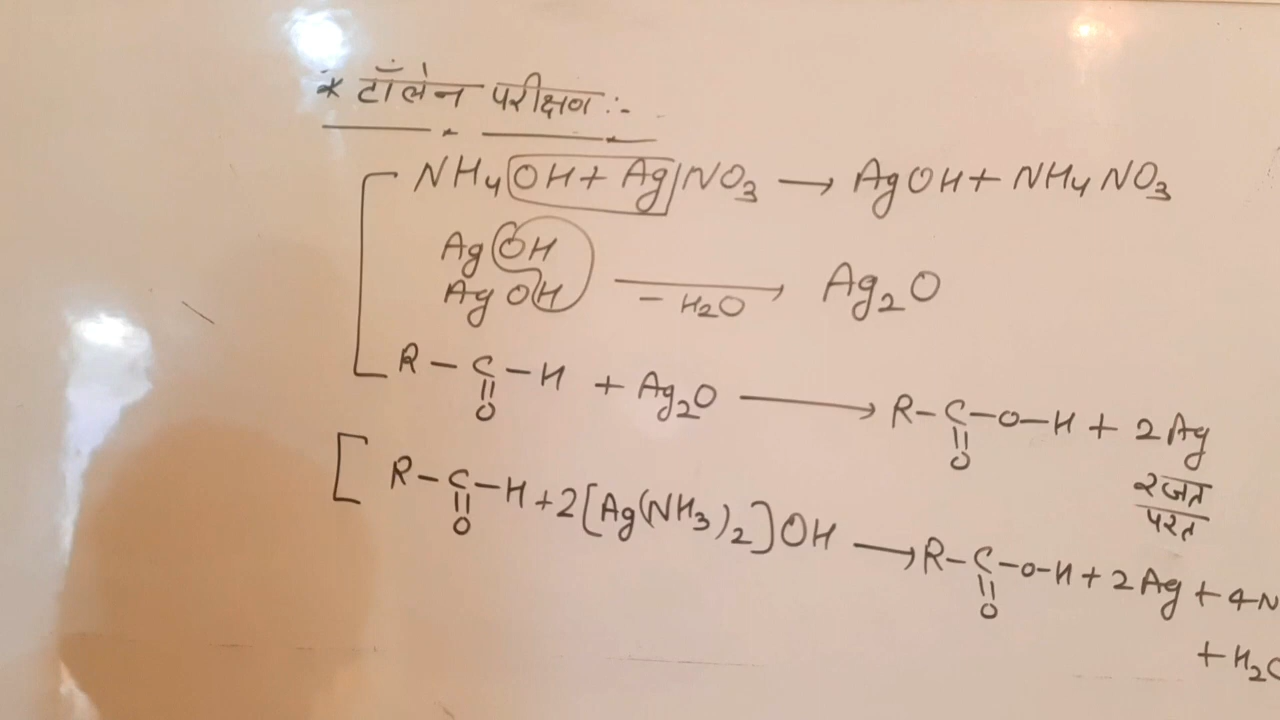 * टॉलेन परीक्षण :-
NH₄OH + AgNO₃ → AgOH + NH₄NO₃
AgOH
AgOH
- H₂O →
Ag₂O
R-C-H + Ag₂O → R-C-O-H + 2Ag
|| ||
O O
रजत
परत
[ R-C-H + 2[Ag(NH₃)₂]OH → R-C-O-H + 2Ag + 4N
|| ||
O O
+ H₂O